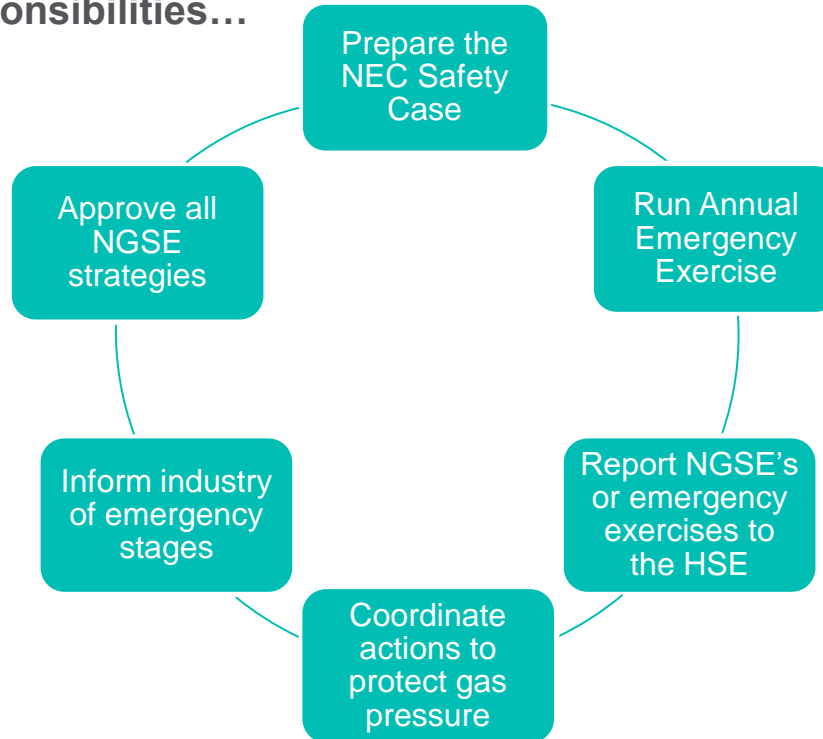 onsibilities…
Prepare the
NEC Safety
Case
Run Annual
Emergency
Exercise
Report NGSE’s
or emergency
exercises to
the HSE
Coordinate
actions to
protect gas
pressure
Inform industry
of emergency
stages
Approve all
NGSE
strategies